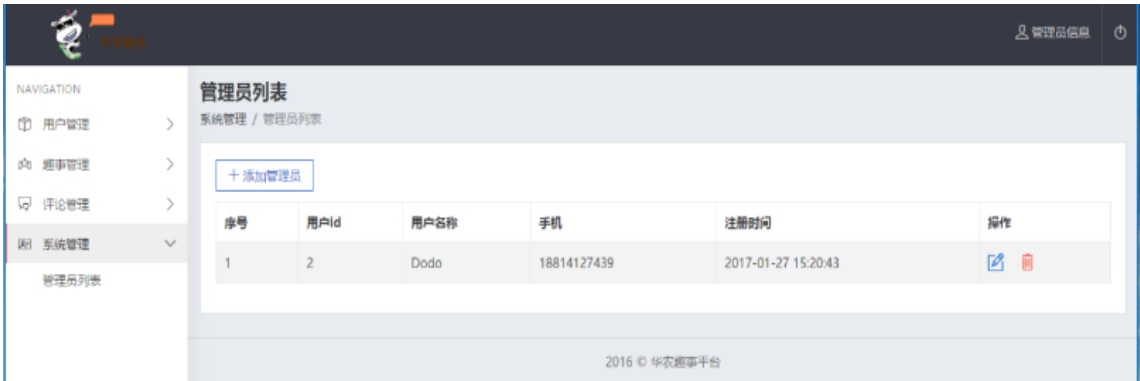 管理员信息
NAVIGATION
用户管理
趣事管理
评论管理
系统管理
管理员列表
管理员列表
系统管理 / 管理员列表
+ 添加管理员
序号 用户id 用户名称 手机 注册时间 操作
1 2 Dodo 18814127439 2017-01-27 15:20:43
2016 © 华农趣事平台